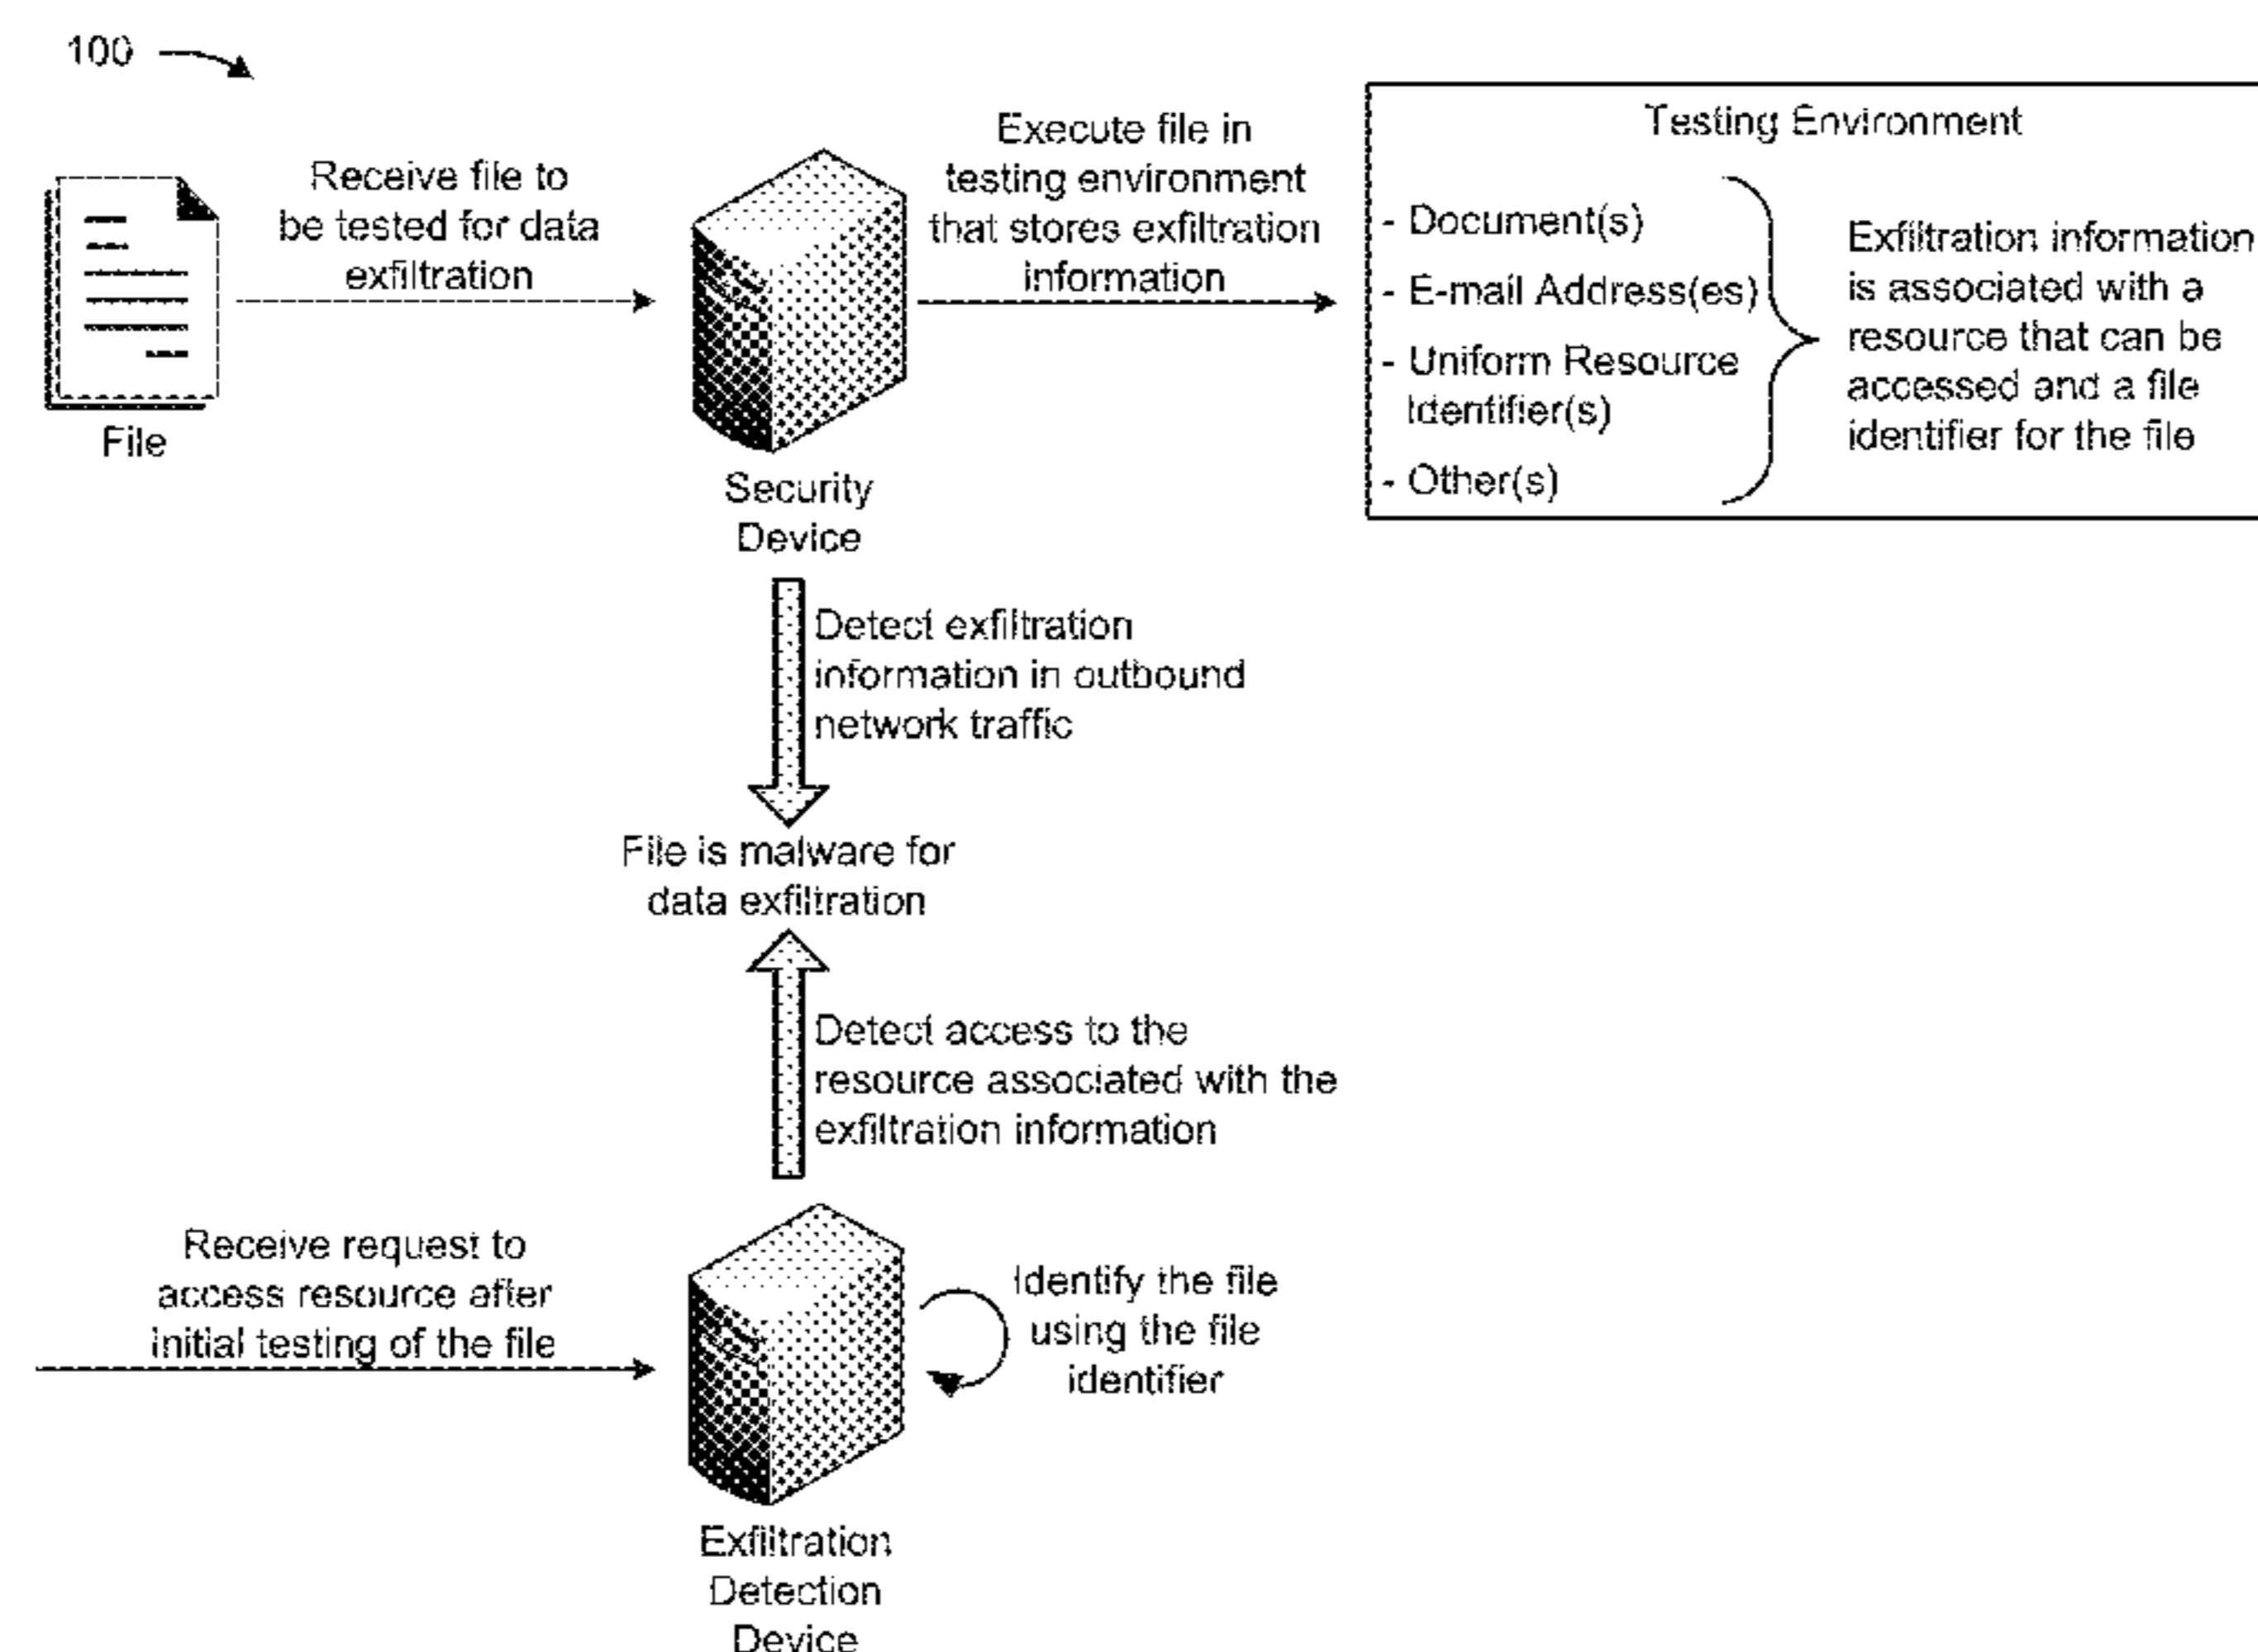 100
Receive file to
be tested for data
exfiltration
File
Security
Device
Execute file in
testing environment
that stores exfiltration
information
Testing Environment
- Document(s)
- E-mail Address(es)
- Uniform Resource
Identifier(s)
- Other(s)
Exfiltration information
is associated with a
resource that can be
accessed and a file
identifier for the file
Detect exfiltration
information in outbound
network traffic
File is malware for
data exfiltration
Detect access to the
resource associated with the
exfiltration information
Receive request to
access resource after
initial testing of the file
Identify the file
using the file
identifier
Exfiltration
Detection
Device